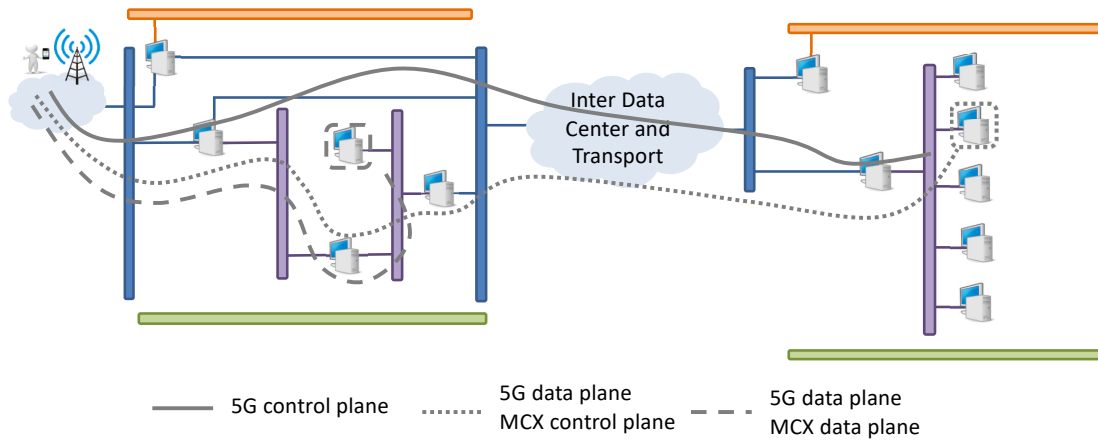 Inter Data
Center and
Transport
5G control plane
5G data plane
MCX control plane
5G data plane
MCX data plane